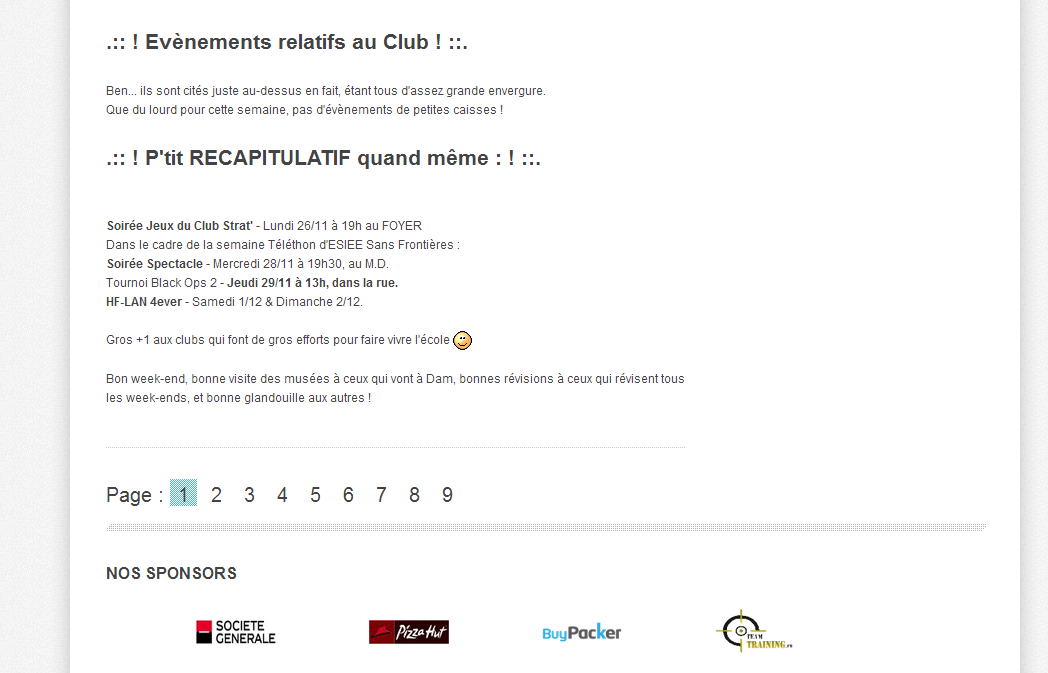 .:: ! Evènements relatifs au Club ! ::.
Ben... ils sont cités juste au-dessus en fait, étant tous d'assez grande envergure.
Que du lourd pour cette semaine, pas d'évènements de petites caisses !
.:: ! P'tit RECAPITULATIF quand même : ! ::.
Soirée Jeux du Club Strat' - Lundi 26/11 à 19h au FOYER
Dans le cadre de la semaine Téléthon d'ESIEE Sans Frontières :
Soirée Spectacle - Mercredi 28/11 à 19h30, au M.D.
Tournoi Black Ops 2 - Jeudi 29/11 à 13h, dans la rue.
HF-LAN 4ever - Samedi 1/12 & Dimanche 2/12.
Gros +1 aux clubs qui font de gros efforts pour faire vivre l'école
Bon week-end, bonne visite des musées à ceux qui vont à Dam, bonnes révisions à ceux qui révisent tous
les week-ends, et bonne glandouille aux autres !
Page : 1 2 3 4 5 6 7 8 9
NOS SPONSORS
SOCIETE
GENERALE
Pizza Hut
BuyPacker
TEAM
TRAINING.FR